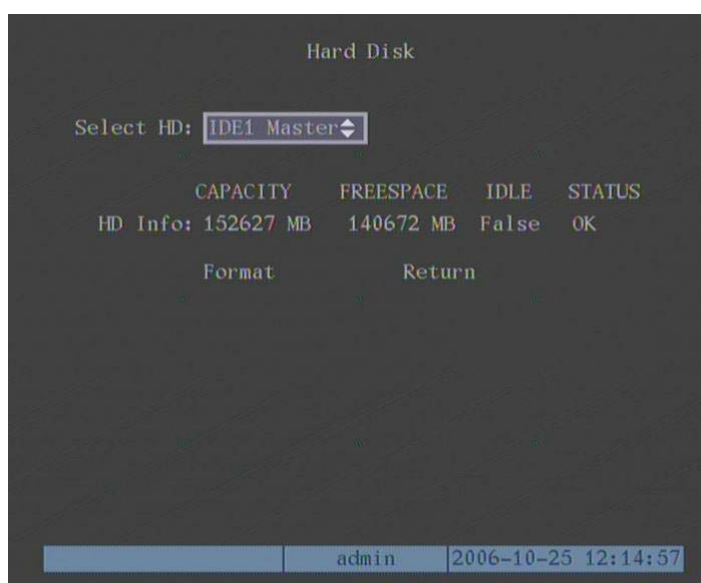 Hard Disk
Select HD: IDE1 Master
CAPACITY FREESPACE IDLE STATUS
HD Info: 152627 MB 140672 MB False OK
Format Return
admin 2006-10-25 12:14:57